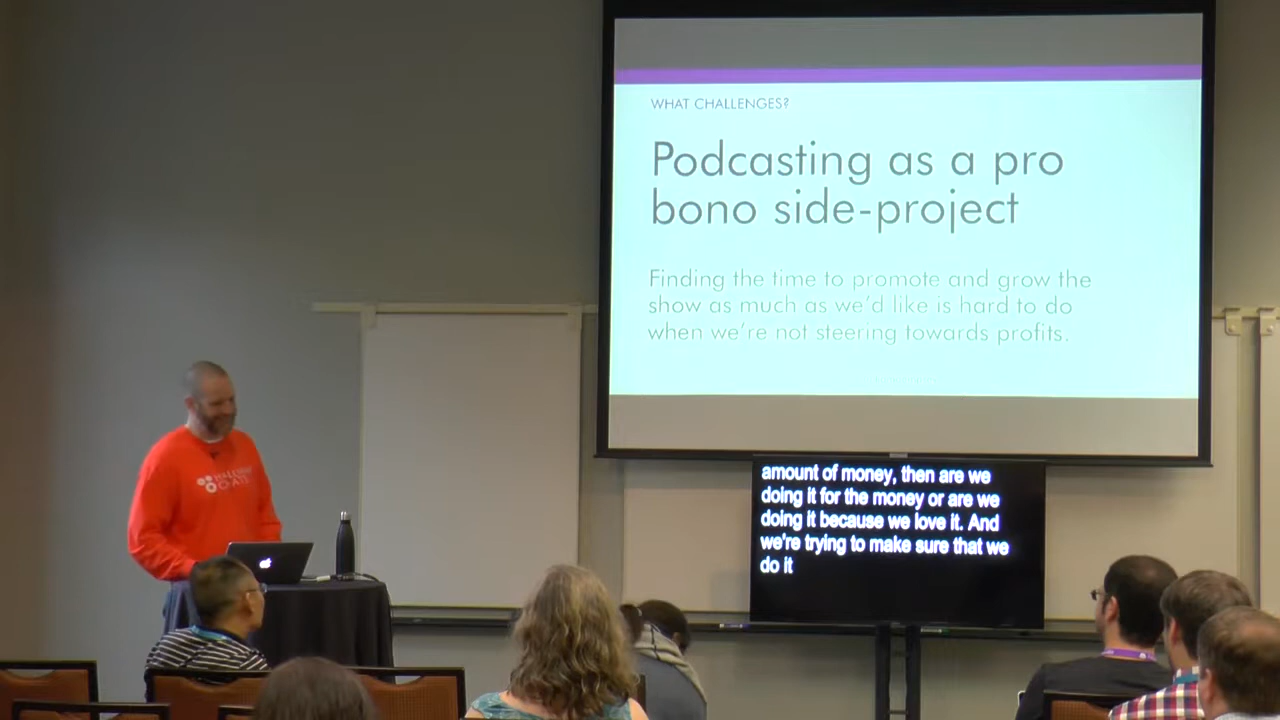 WHAT CHALLENGES?
Podcasting as a pro
bono side-project
Finding the time to promote and grow the
show as much as we'd like is hard to do
when we're not steering towards profits.
amount of money, then are we
doing it for the money or are we
doing it because we love it. And
we're trying to make sure that we
do it